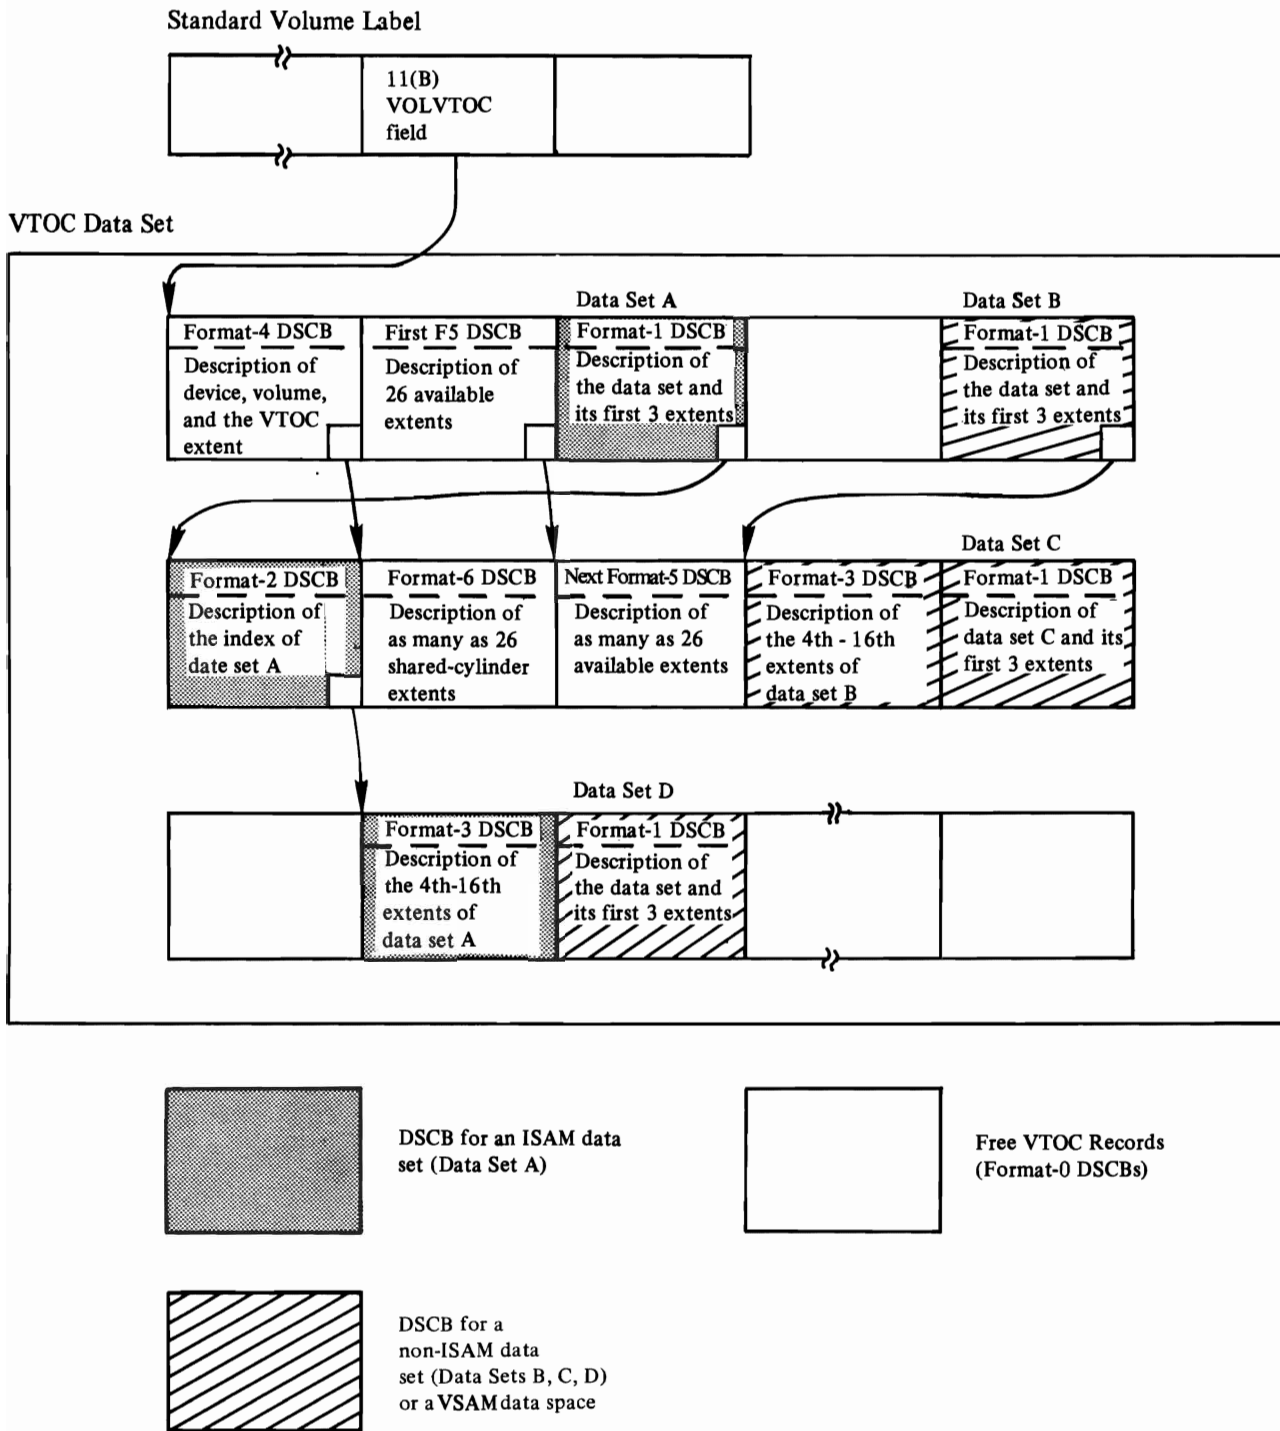 Standard Volume Label
11(B)
VOLVTOC
field
VTOC Data Set
Data Set A
Data Set B
Format-4 DSCB
Description of
device, volume,
and the VTOC
extent
First F5 DSCB
Description of
26 available
extents
Format-1 DSCB
Description of
the data set and
its first 3 extents
Format-1 DSCB
Description of
the data set and
its first 3 extents
Data Set C
Format-2 DSCB
Description of
the index of
date set A
Format-6 DSCB
Description of
as many as 26
shared-cylinder
extents
Next Format-5 DSCB
Description of
as many as 26
available extents
Format-3 DSCB
Description of
the 4th - 16th
extents of
data set B
Format-1 DSCB
Description of
data set C and its
first 3 extents
Data Set D
Format-3 DSCB
Description of
the 4th-16th
extents of
data set A
Format-1 DSCB
Description of
the data set and
its first 3 extents
DSCB for an ISAM data
set (Data Set A)
Free VTOC Records
(Format-0 DSCBs)
DSCB for a
non-ISAM data
set (Data Sets B, C, D)
or a VSAM data space